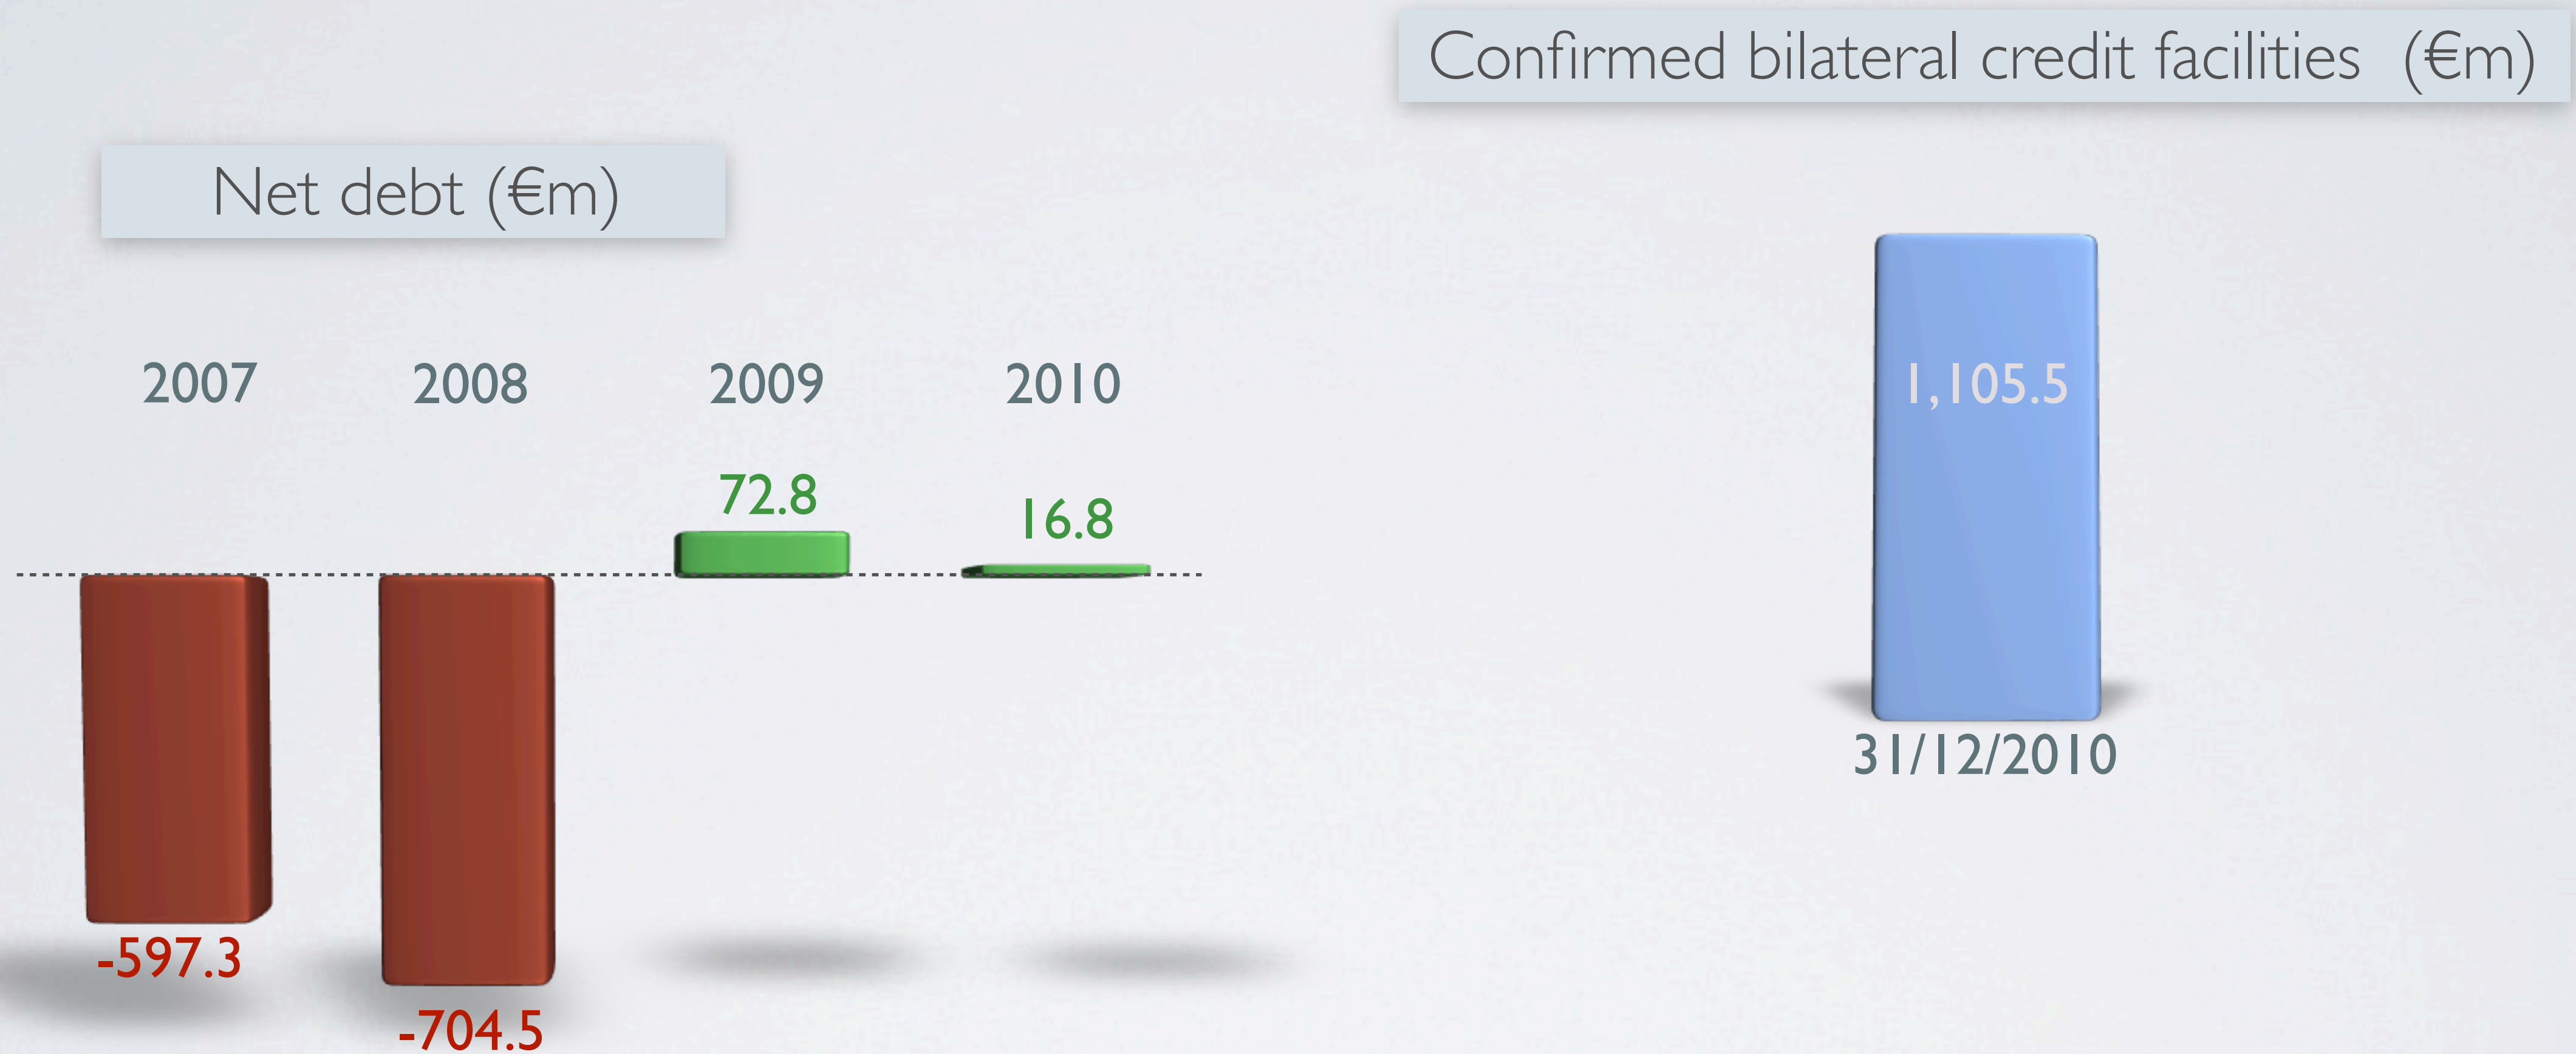 Confirmed bilateral credit facilities (€m)
Net debt (€m)
2007 2008 2009 2010
1,105.5
72.8
16.8
31/12/2010
-597.3
-704.5